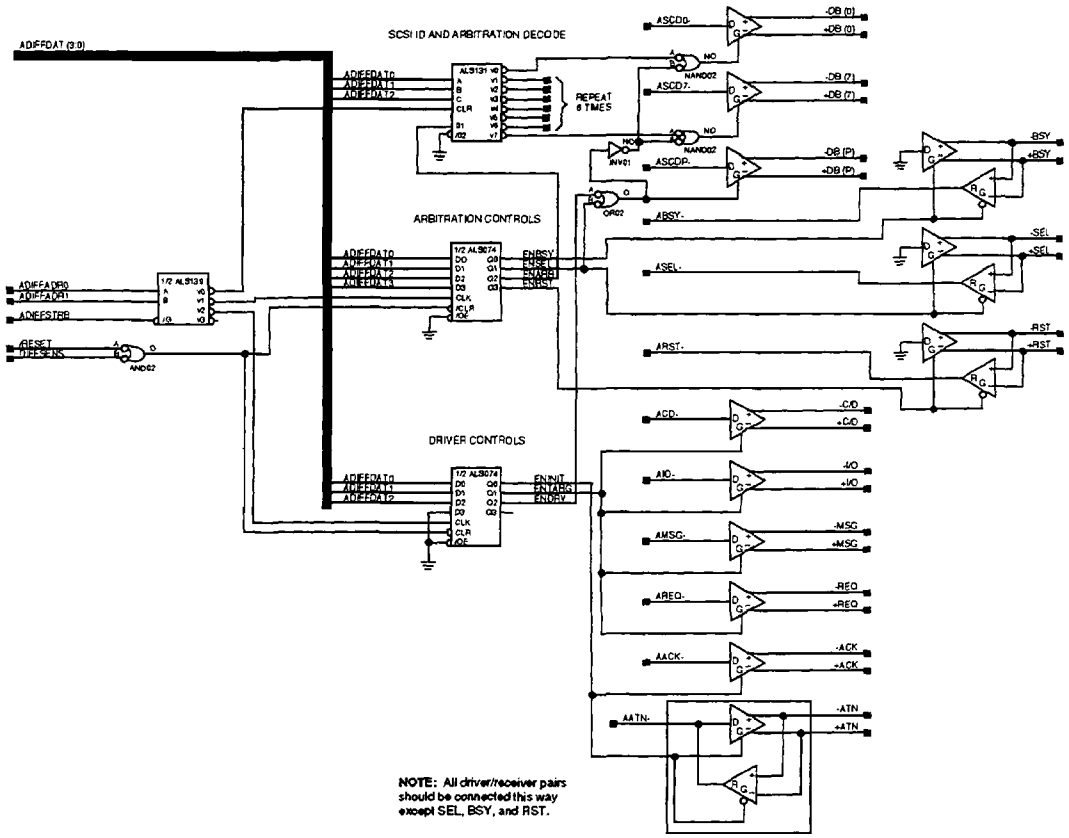 ADIFFDAT (3:0)
SCSI ID AND ARBITRATION DECODE
ADIFFDAT0
ADIFFDAT1
ADIFFDAT2
ALS131
A
B
C
CLR
G1
/G2
Y0
Y1
Y2
Y3
Y4
Y5
Y6
Y7
REPEAT
6 TIMES
ASCD0-
D
G
-DB (0)
+DB (0)
A
B
NO
NAND02
ASCD7-
D
G
-DB (7)
+DB (7)
A
B
NO
NAND02
NO
INV01
ASCDP-
D
G
-DB (P)
+DB (P)
A
B
O
OR02
ARBITRATION CONTROLS
ADIFFDAT0
ADIFFDAT1
ADIFFDAT2
ADIFFDAT3
1/2 ALS074
D0
D1
D2
D3
CLK
/CLR
/OE
Q0
Q1
Q2
Q3
ENBSY
ENSEL
ENARB
ENRST
ABSY-
D
G
R
G
-BSY
+BSY
ASEL-
D
G
R
G
-SEL
+SEL
ARST-
D
G
R
G
-RST
+RST
ADIFFADR0
ADIFFADR1
ADIFFSTRB
1/2 ALS139
A
B
/G
Y0
Y1
Y2
Y3
/RESET
DIFFSENS
A
B
O
AND02
DRIVER CONTROLS
ADIFFDAT0
ADIFFDAT1
ADIFFDAT2
1/2 ALS074
D0
D1
D2
D3
CLK
CLR
/OE
Q0
Q1
Q2
Q3
ENINIT
ENTARG
ENDRV
ACD-
D
G
-C/D
+C/D
AIO-
D
G
-I/O
+I/O
AMSG-
D
G
-MSG
+MSG
AREQ-
D
G
-REQ
+REQ
AACK-
D
G
-ACK
+ACK
AATN-
D
G
R
G
-ATN
+ATN
NOTE: All driver/receiver pairs
should be connected this way
except SEL, BSY, and RST.